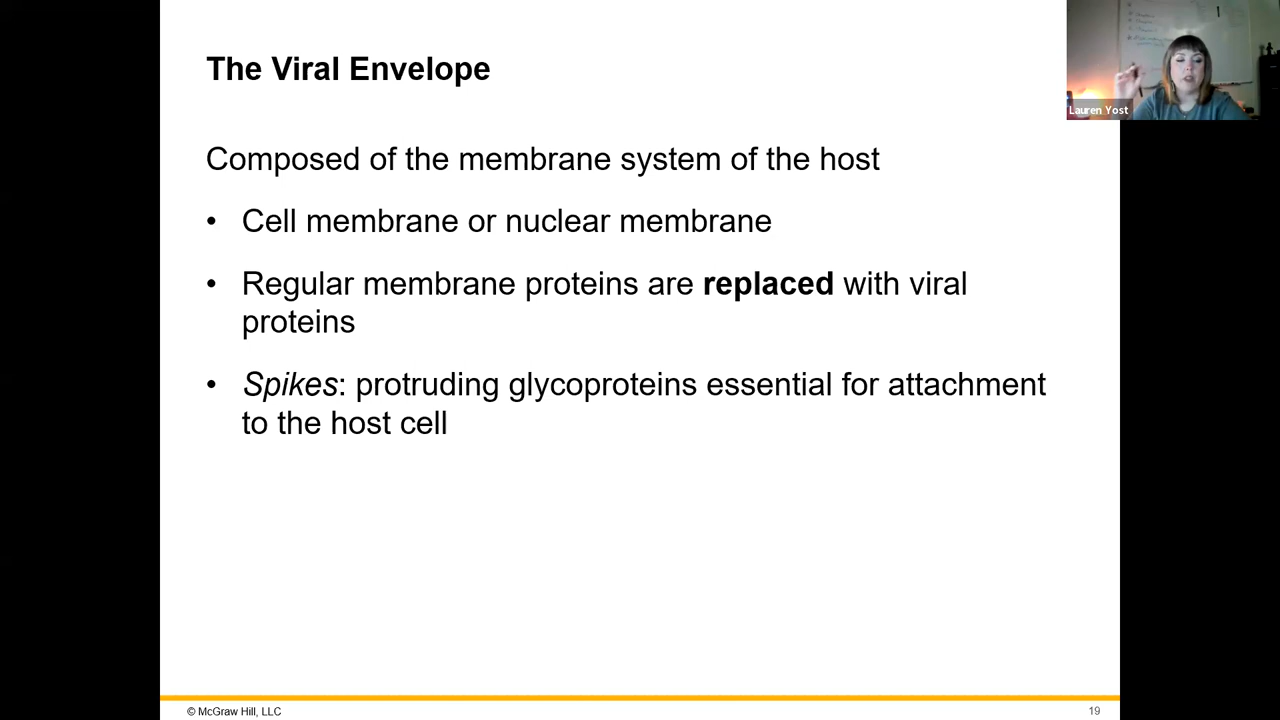 The Viral Envelope
Lauren Yost
Composed of the membrane system of the host
• Cell membrane or nuclear membrane
• Regular membrane proteins are replaced with viral
proteins
• Spikes: protruding glycoproteins essential for attachment
to the host cell
© McGraw Hill, LLC
19